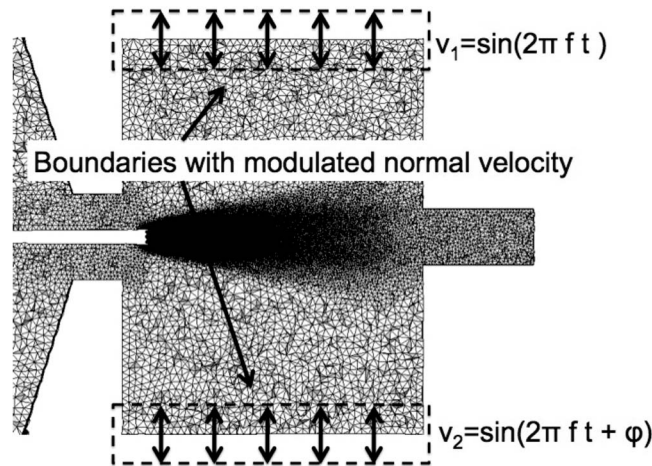 v₁=sin(2π f t )
Boundaries with modulated normal velocity
v₂=sin(2π f t + φ)